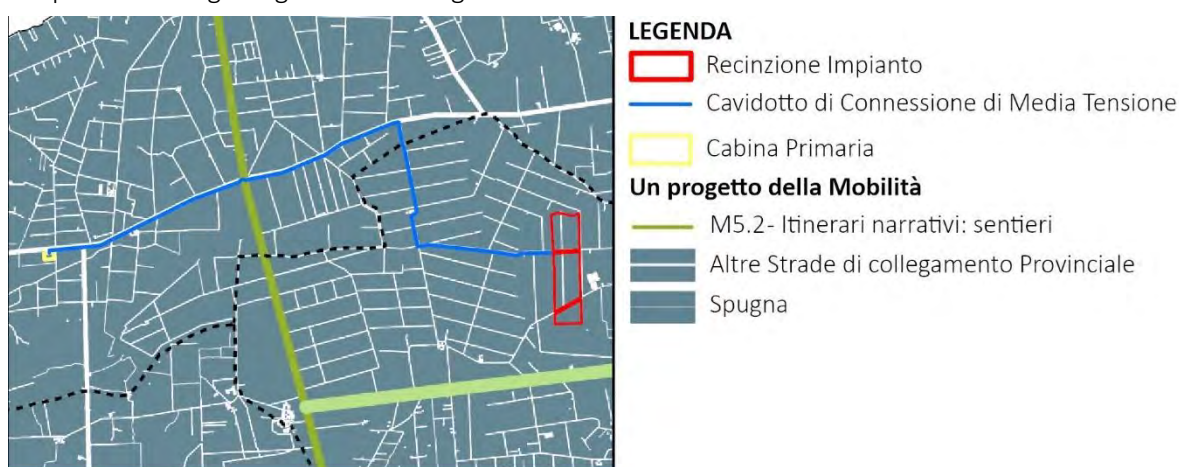 LEGENDA
Recinzione Impianto
Cavidotto di Connessione di Media Tensione
Cabina Primaria
Un progetto della Mobilità
M5.2- Itinerari narrativi: sentieri
Altre Strade di collegamento Provinciale
Spugna